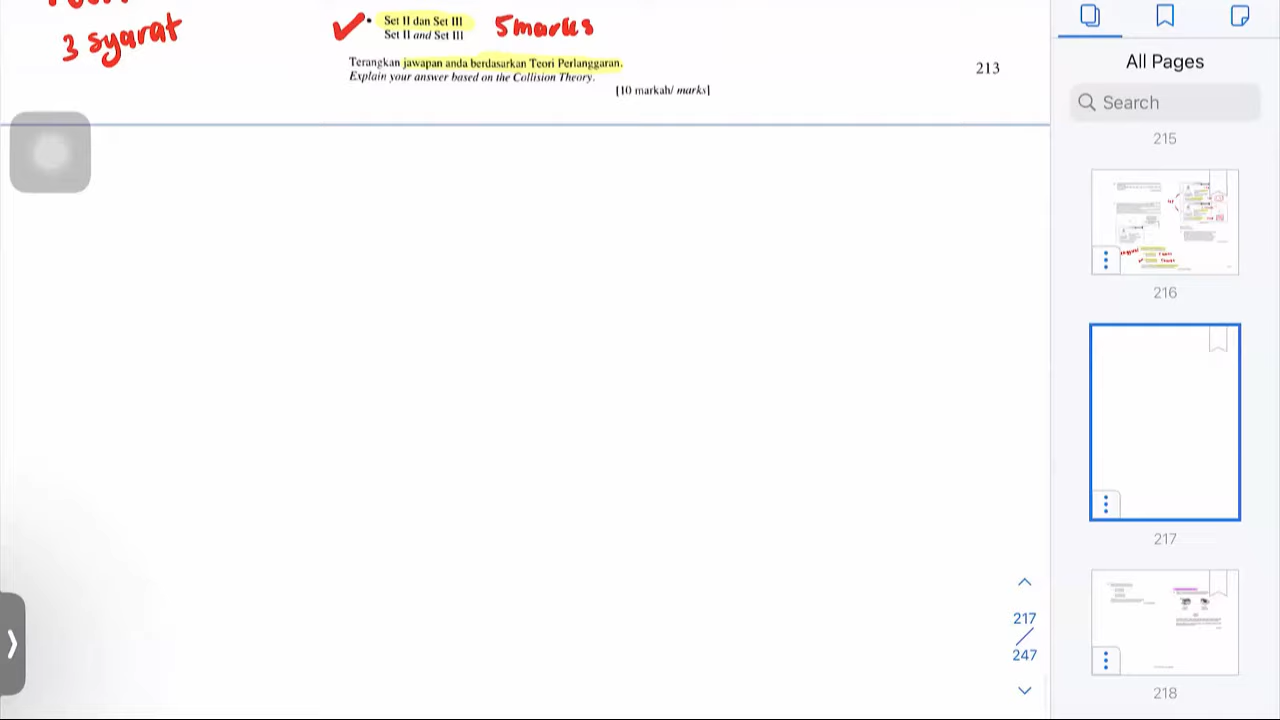 3 syarat
• Set II dan Set III
Set II and Set III
5 marks
Terangkan jawapan anda berdasarkan Teori Perlanggaran.
Explain your answer based on the Collision Theory.
[10 markah/ marks]
213
217
247
All Pages
Search
215
216
217
218